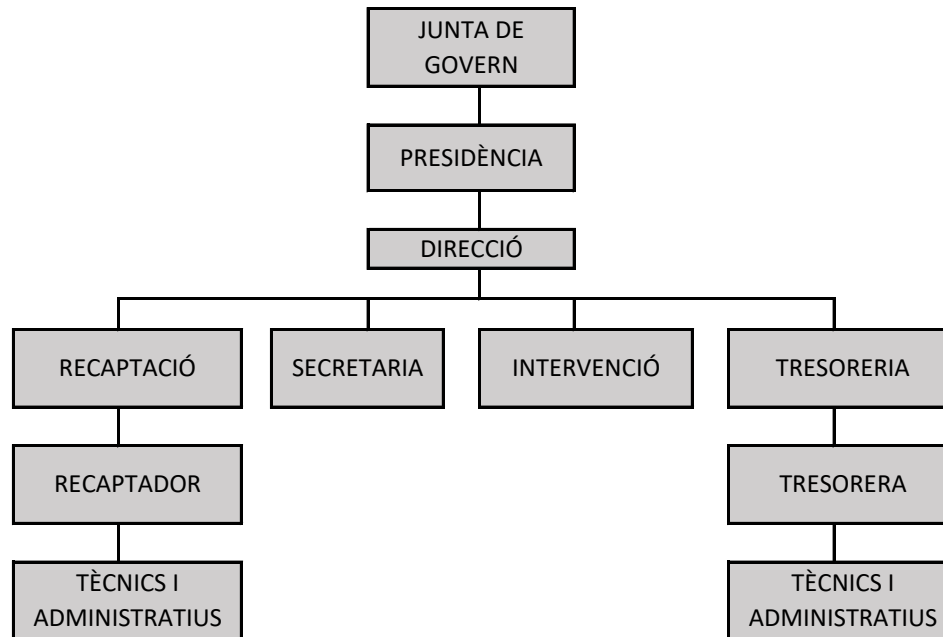 JUNTA DE
GOVERN
PRESIDÈNCIA
DIRECCIÓ
RECAPTACIÓ
SECRETARIA
INTERVENCIÓ
TRESORERIA
RECAPTADOR
TRESORERA
TÈCNICS I
ADMINISTRATIUS
TÈCNICS I
ADMINISTRATIUS